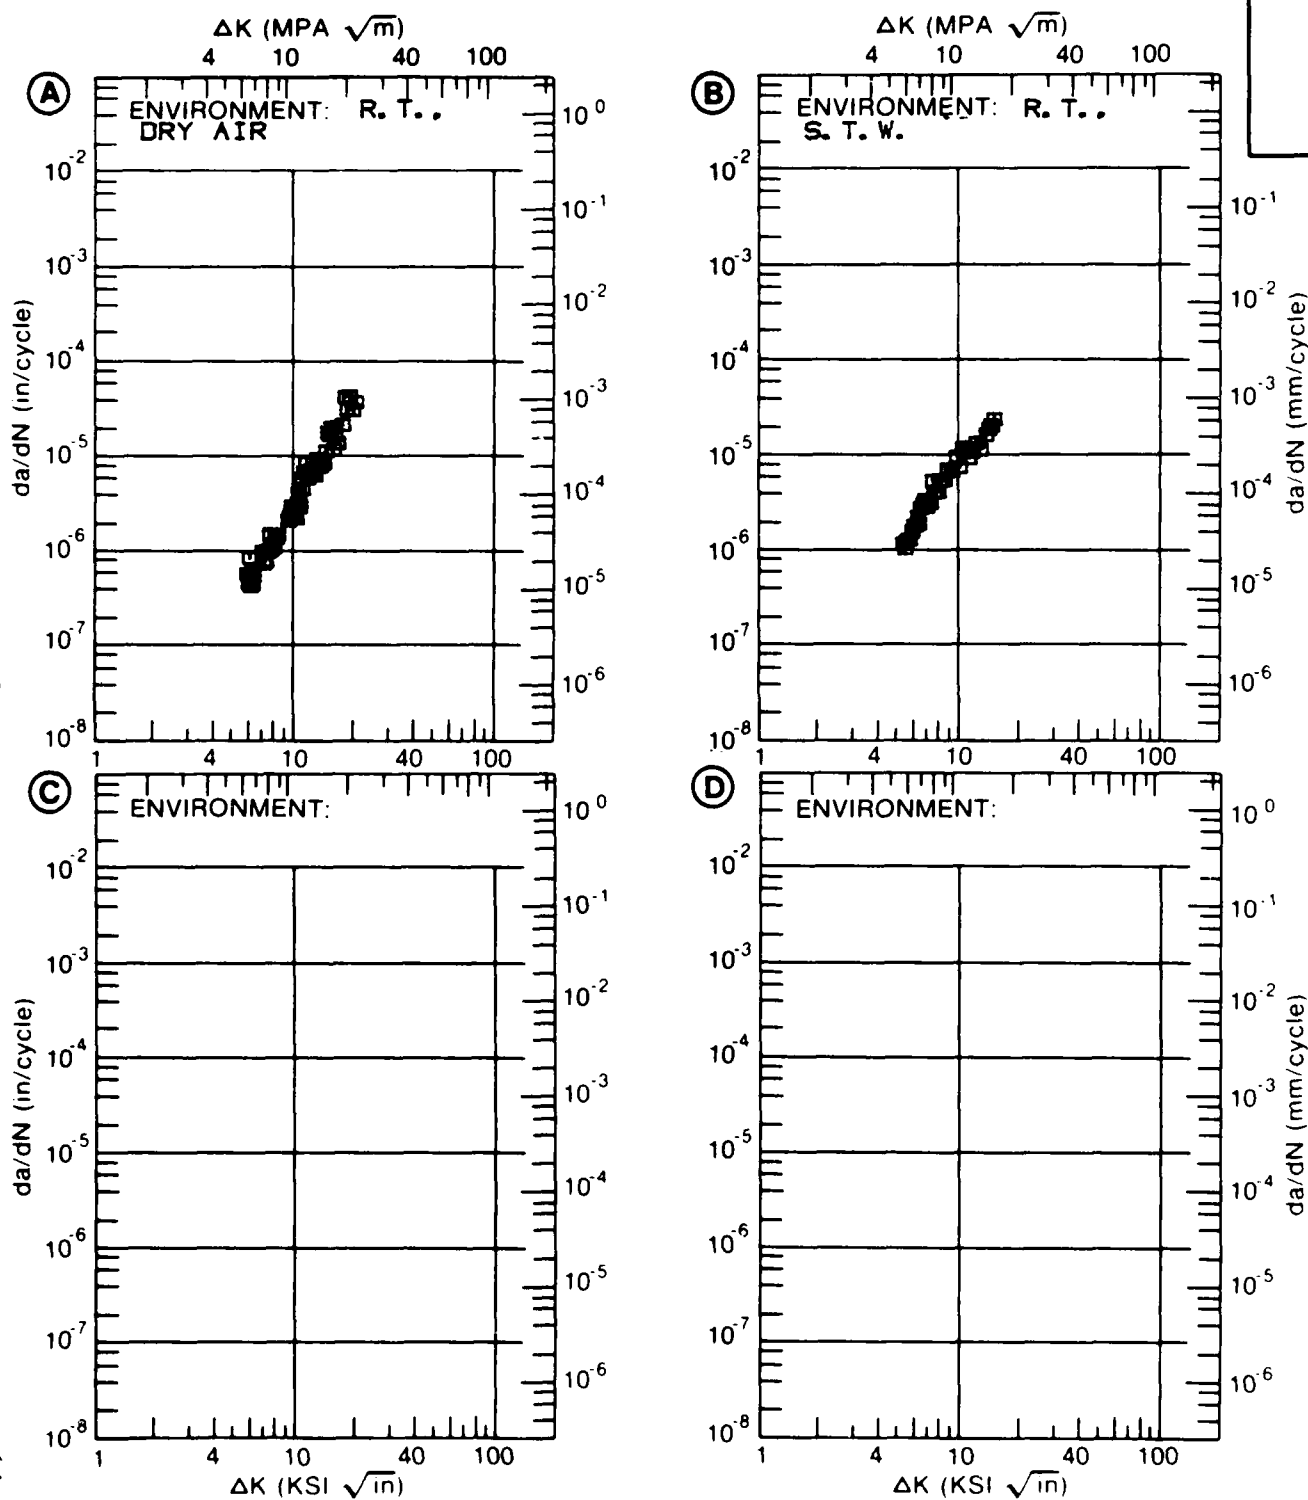 ΔK (MPA √m)
4 10 40 100
A
ENVIRONMENT: R. T. ,
DRY AIR
10^0
10^-2
10^-1
10^-3
10^-2
10^-4
10^-3
10^-5
10^-4
10^-6
10^-5
10^-7
10^-6
10^-8
1 4 10 40 100
da/dN (in/cycle)
ΔK (MPA √m)
4 10 40 100
B
ENVIRONMENT: R. T. ,
S. T. W.
10^-2
10^-1
10^-3
10^-2
10^-4
10^-3
10^-5
10^-4
10^-6
10^-5
10^-7
10^-6
10^-8
1 4 10 40 100
da/dN (mm/cycle)
C
ENVIRONMENT:
10^0
10^-2
10^-1
10^-3
10^-2
10^-4
10^-3
10^-5
10^-4
10^-6
10^-5
10^-7
10^-6
10^-8
1 4 10 40 100
da/dN (in/cycle)
ΔK (KSI √in)
D
ENVIRONMENT:
10^0
10^-2
10^-1
10^-3
10^-2
10^-4
10^-3
10^-5
10^-4
10^-6
10^-5
10^-7
10^-6
10^-8
1 4 10 40 100
da/dN (mm/cycle)
ΔK (KSI √in)